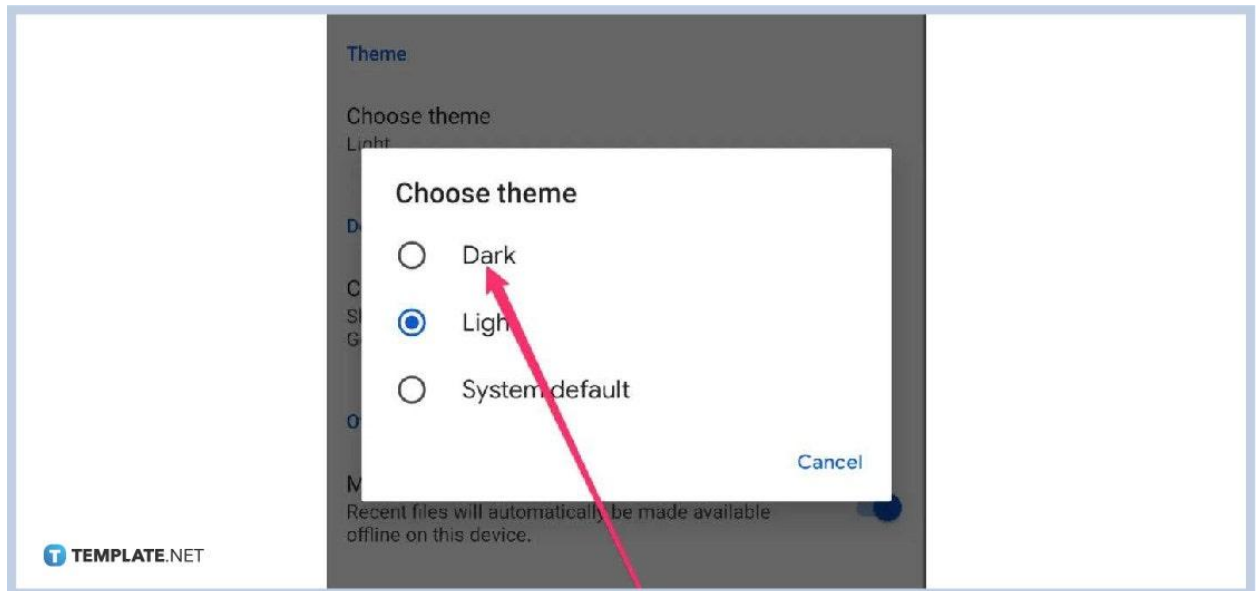 Theme
Choose theme
Light
Choose theme
Dark
Ligh
System default
Cancel
Recent files will automatically be made available
offline on this device.
TEMPLATE.NET